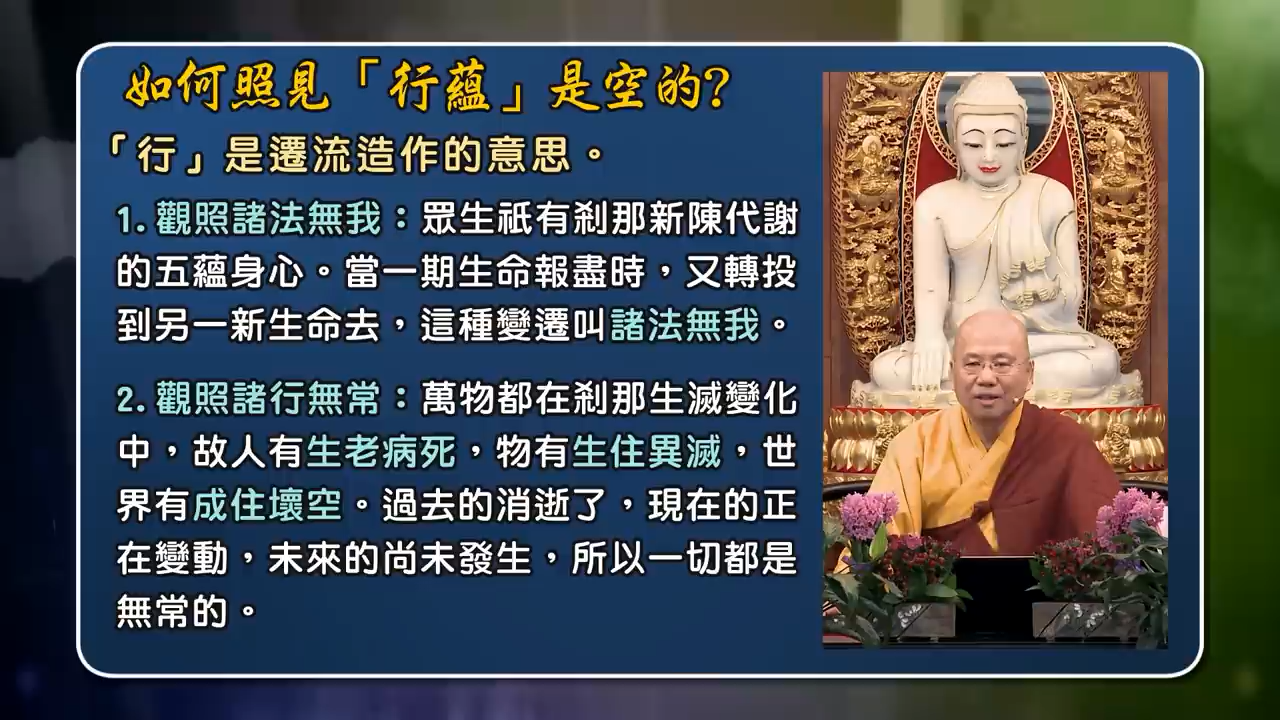 如何照見「行蘊」是空的?
「行」是遷流造作的意思。
1.觀照諸法無我：眾生祇有剎那新陳代謝
的五蘊身心。當一期生命報盡時，又轉投
到另一新生命去，這種變遷叫諸法無我。
2.觀照諸行無常：萬物都在剎那生滅變化
中，故人有生老病死，物有生住異滅，世
界有成住壞空。過去的消逝了，現在的正
在變動，未來的尚未發生，所以一切都是
無常的。